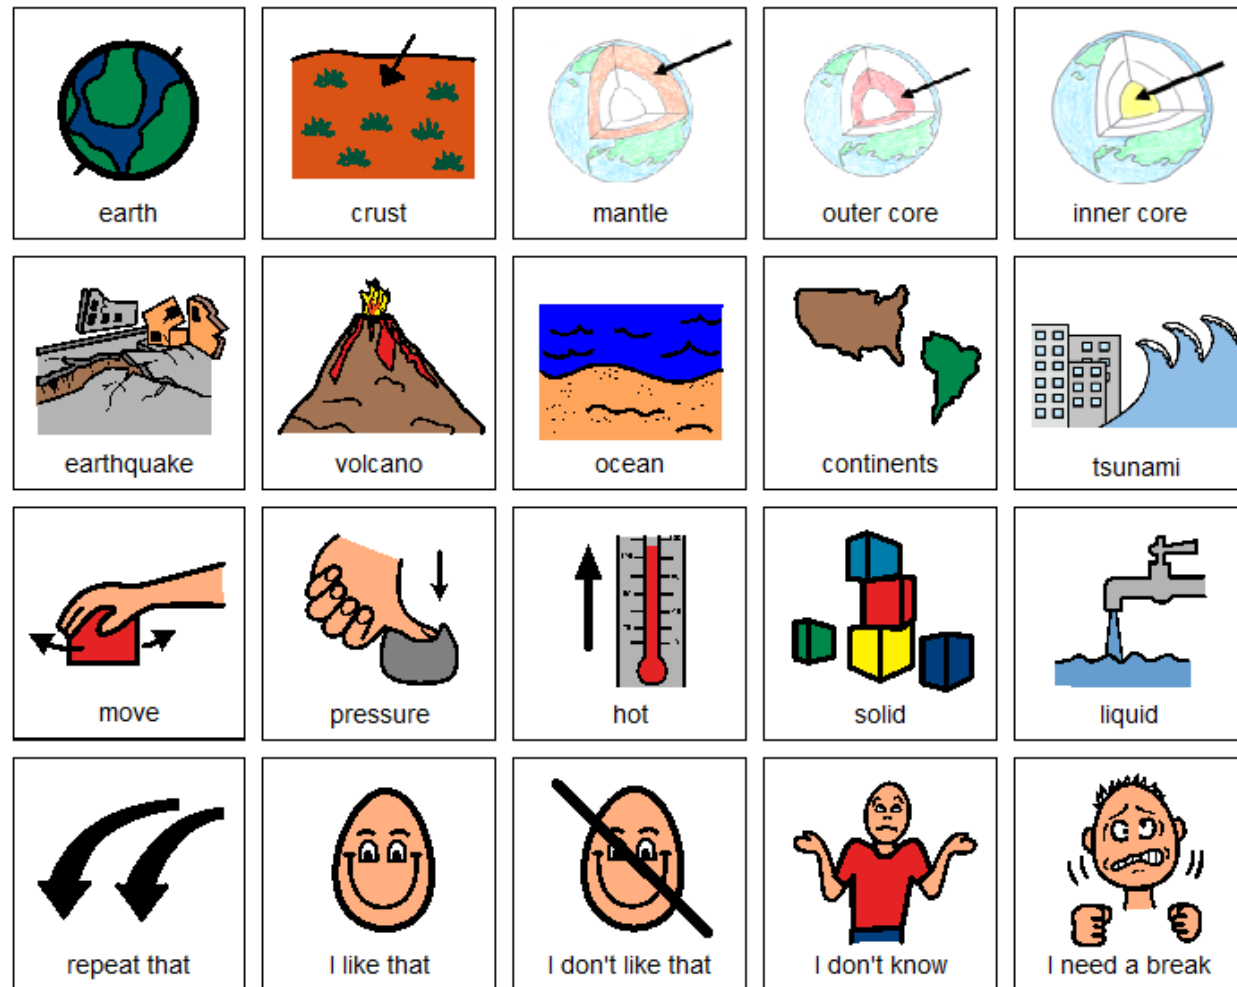 earth
crust
mantle
outer core
inner core
earthquake
volcano
ocean
continents
tsunami
move
pressure
hot
solid
liquid
repeat that
I like that
I don't like that
I don't know
I need a break